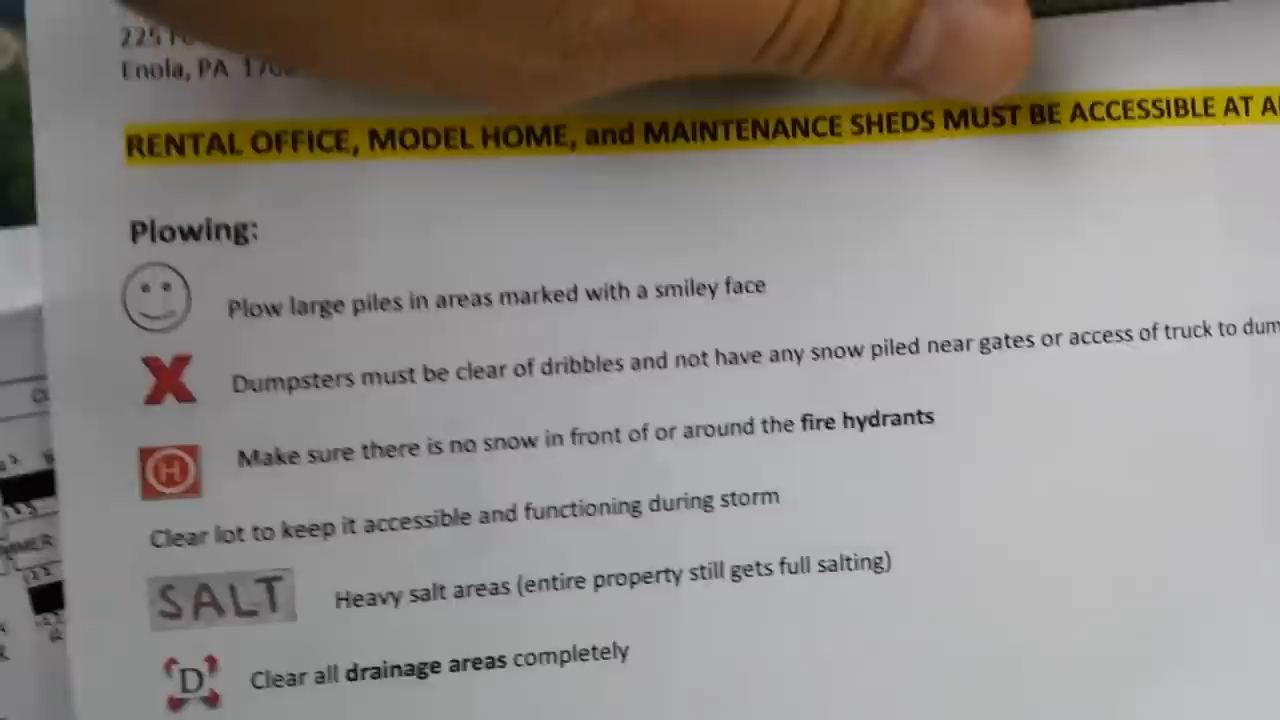 225
Enola, PA
RENTAL OFFICE, MODEL HOME, and MAINTENANCE SHEDS MUST BE ACCESSIBLE AT
Plowing:
Plow large piles in areas marked with a smiley face
X Dumpsters must be clear of dribbles and not have any snow piled near gates or access of truck to
H Make sure there is no snow in front of or around the fire hydrants
Clear lot to keep it accessible and functioning during storm
SALT Heavy salt areas (entire property still gets full salting)
D Clear all drainage areas completely